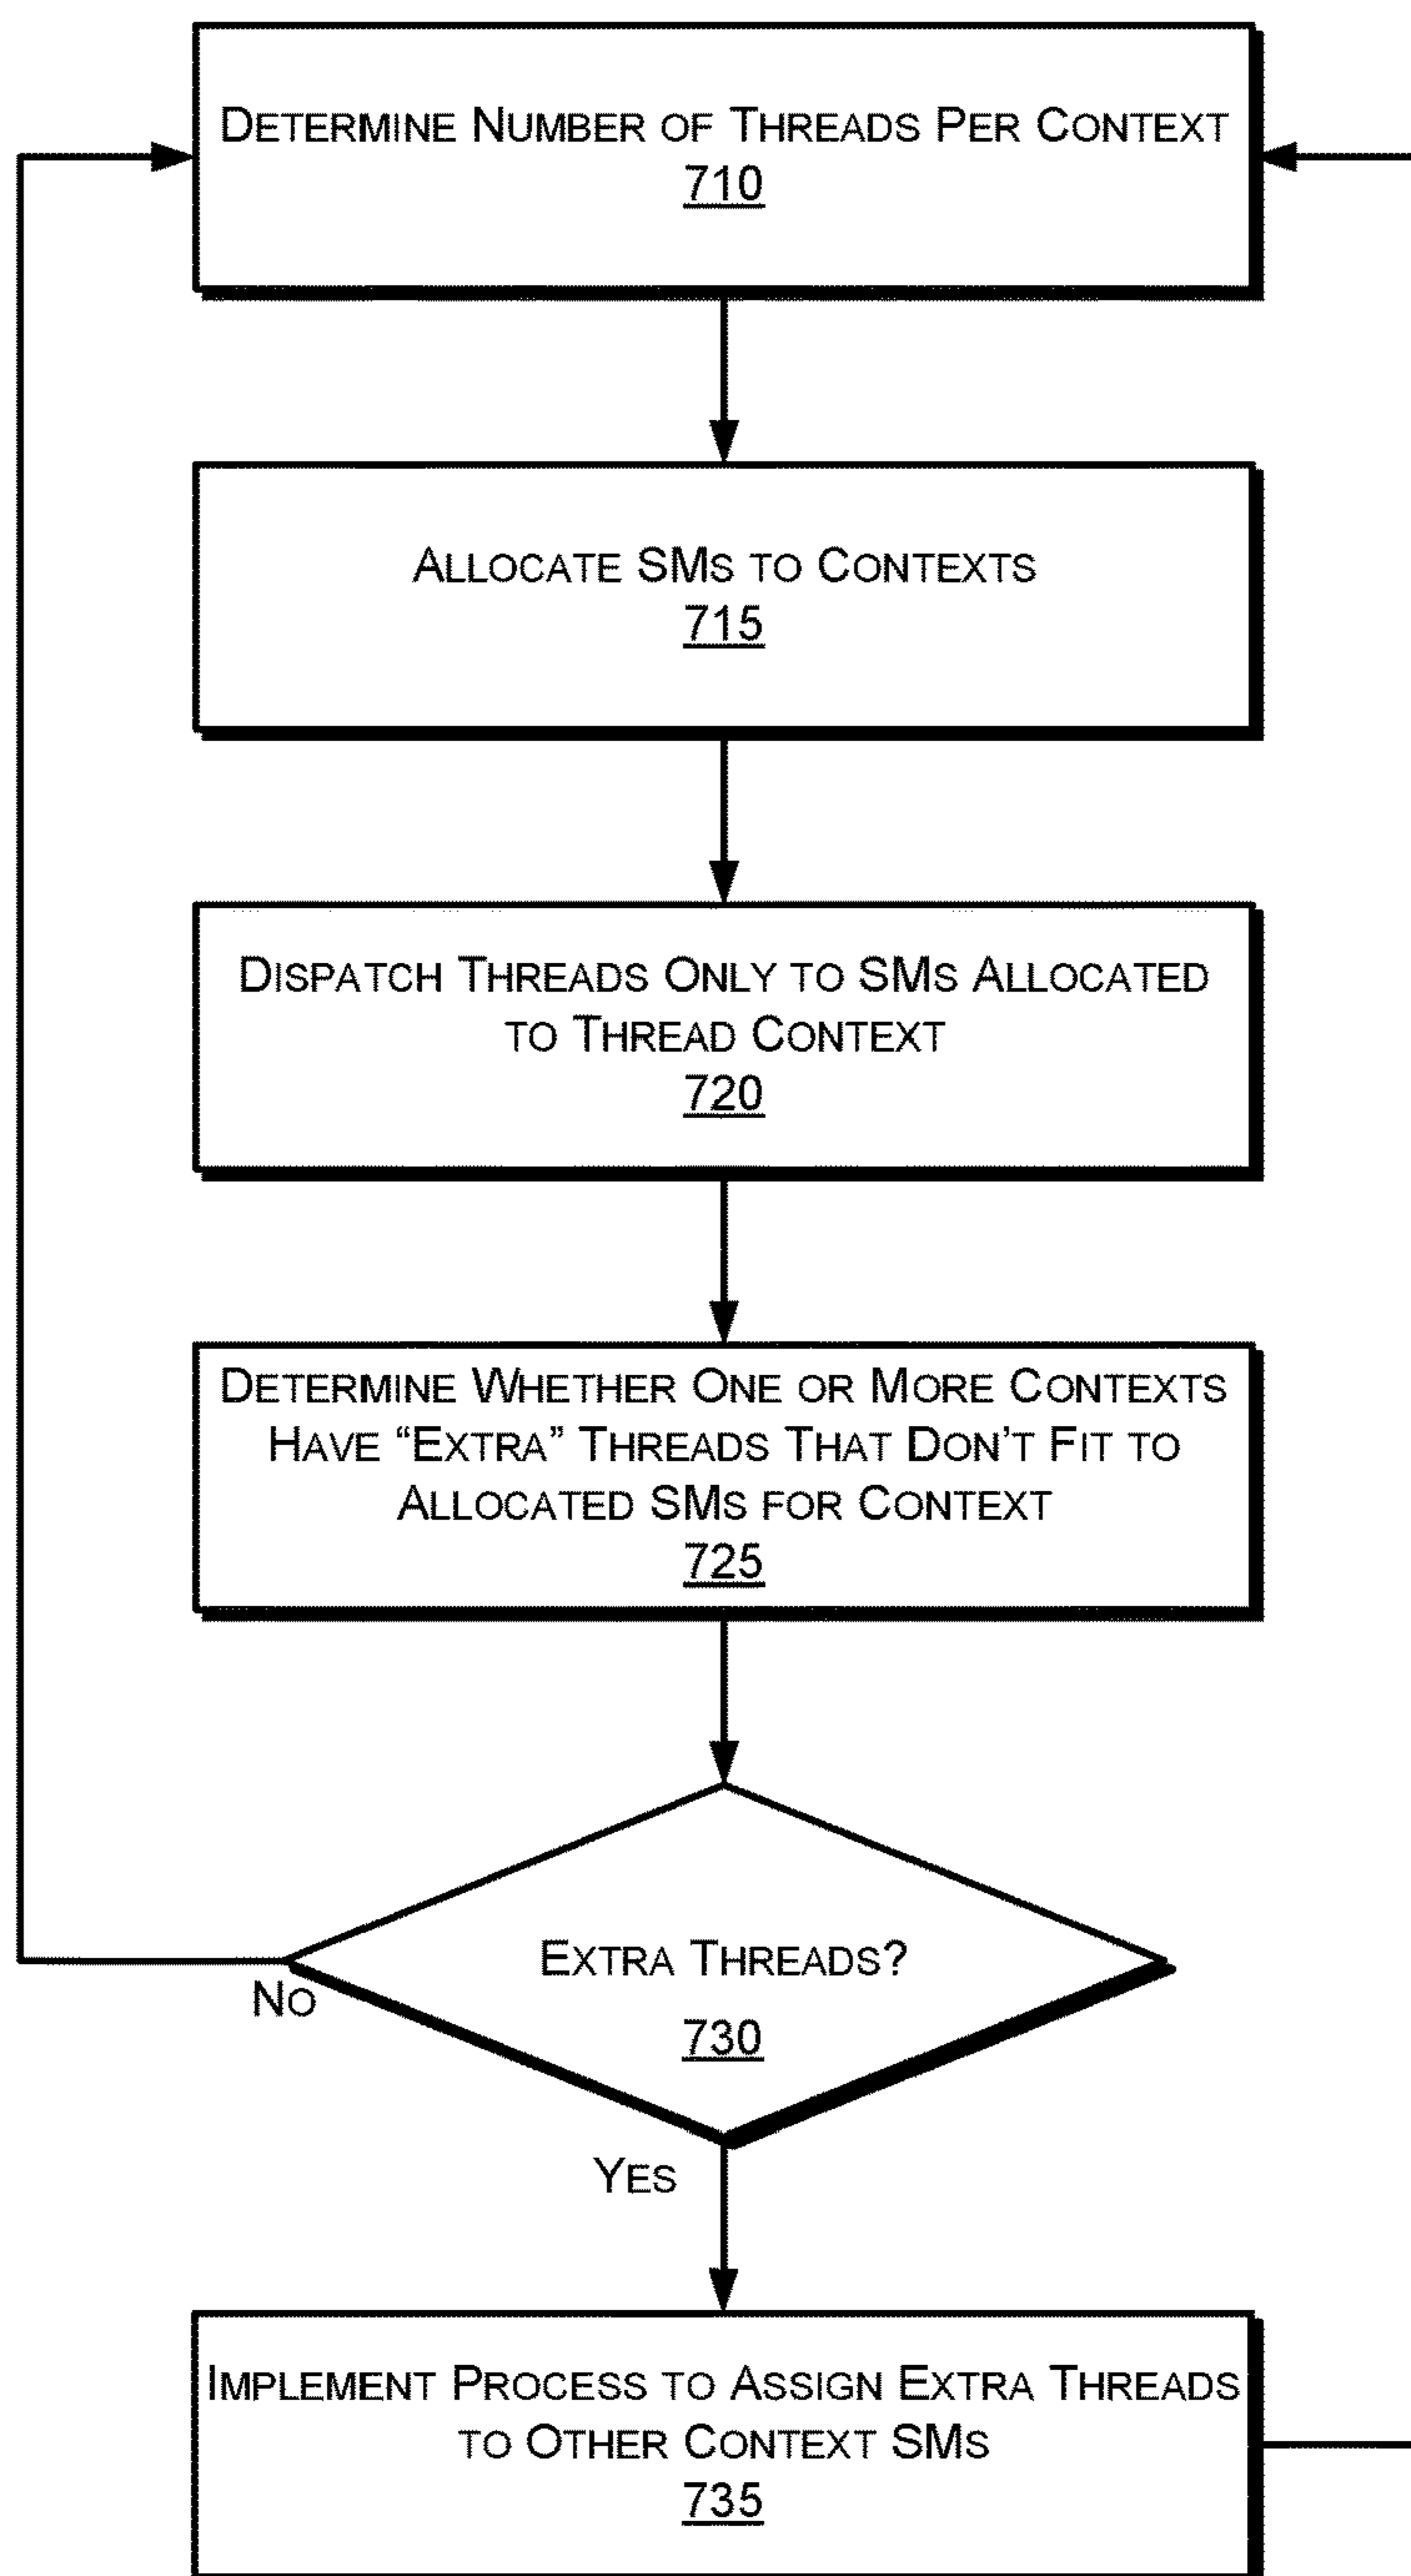 DETERMINE NUMBER OF THREADS PER CONTEXT
710
ALLOCATE SMS TO CONTEXTS
715
DISPATCH THREADS ONLY TO SMS ALLOCATED
TO THREAD CONTEXT
720
DETERMINE WHETHER ONE OR MORE CONTEXTS
HAVE “EXTRA” THREADS THAT DON’T FIT TO
ALLOCATED SMS FOR CONTEXT
725
EXTRA THREADS?
730
NO
YES
IMPLEMENT PROCESS TO ASSIGN EXTRA THREADS
TO OTHER CONTEXT SMS
735